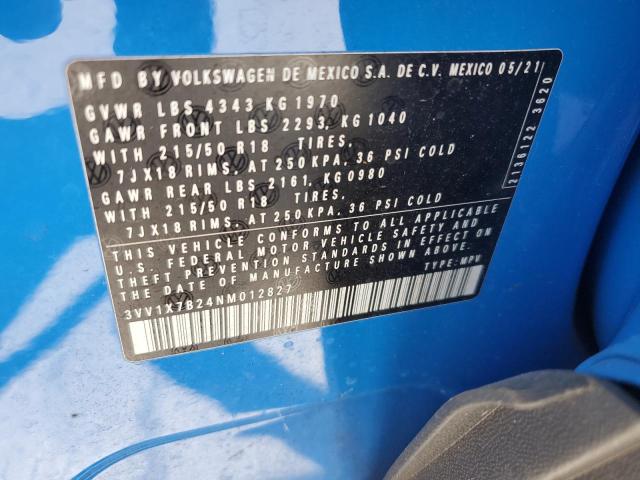 MFD BY VOLKSWAGEN DE MEXICO S.A. DE C.V. MEXICO 05/21
GVWR LBS 4343 KG 1970
GAWR FRONT LBS 2293, KG 1040
WITH 215/50 R18 TIRES,
7JX18 RIMS, AT 250 KPA, 36 PSI COLD
GAWR REAR LBS 2161, KG0980
WITH 215/50 R18 TIRES.
7JX18 RIMS, AT 250 KPA, 36 PSI COLD
THIS VEHICLE CONFORMS TO ALL APPLICABLE
U.S. FEDERAL MOTOR VEHICLE SAFETY AND
THEFT PREVENTION STANDARDS IN EFFECT ON
THE DATE OF MANUFACTURE SHOWN ABOVE.
3VV1X7B24NM012827 TYPE: MPV
2136122 3620